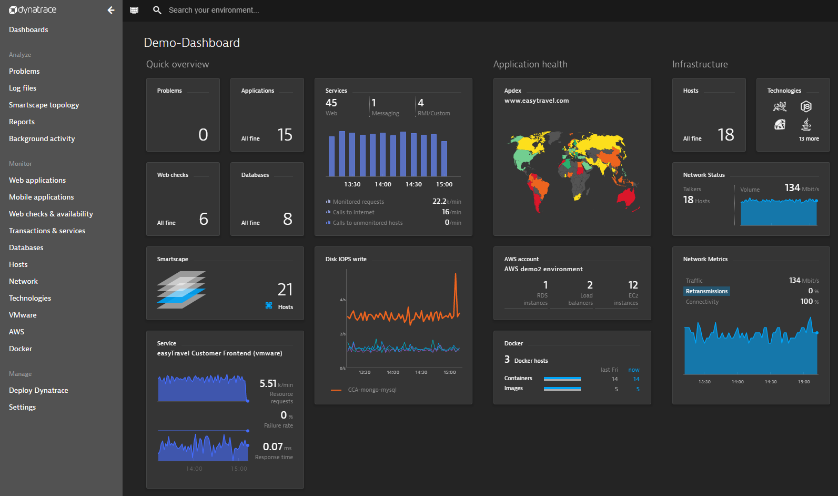 dynatrace
Search your environment...
Dashboards
Analyze
Problems
Log files
Smartscape topology
Reports
Background activity
Monitor
Web applications
Mobile applications
Web checks & availability
Transactions & services
Databases
Hosts
Network
Technologies
VMware
AWS
Docker
Manage
Deploy Dynatrace
Settings
Demo-Dashboard
Quick overview
Problems
0
Applications
All fine 15
Web checks
All fine 6
Databases
All fine 8
Services
45 1 4
Web Messaging RMI/Custom
13:30 14:00 14:30 15:00
Monitored requests 22.2k/min
Calls to Internet 16/min
Calls to unmonitored hosts 0/min
Smartscape
21
Hosts
Disk IOPS write
13:30 14:00 14:30 15:00
CCA-mongo-mysql
Service
easyTravel Customer Frontend (vmware)
5.51k/min
Resource
requests
0 %
Failure rate
0.07 ms
Response time
14:00 15:00
Application health
Apdex
www.easytravel.com
AWS account
AWS demo2 environment
1 2 12
RDS Load EC2
instances balancers instances
Docker
3 Docker hosts
last Fri now
Containers 14 14
Images 5 5
Infrastructure
Hosts
All fine 18
Technologies
13 more
Network Status
Talkers
18 Hosts
Volume 134 Mbit/s
Network Metrics
Traffic 134 Mbit/s
Retransmissions 0 %
Connectivity 100 %
13:30 14:00 14:30 15:00